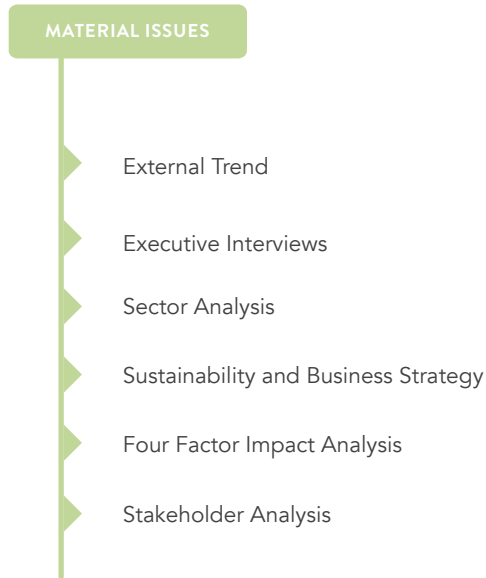 MATERIAL ISSUES
External Trend
Executive Interviews
Sector Analysis
Sustainability and Business Strategy
Four Factor Impact Analysis
Stakeholder Analysis